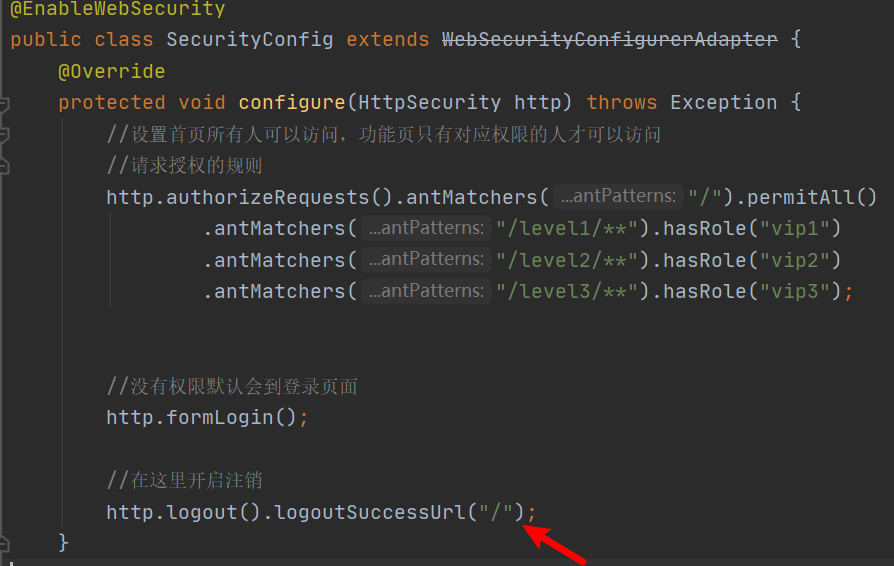 @EnableWebSecurity
public class SecurityConfig extends WebSecurityConfigurerAdapter {
@Override
protected void configure(HttpSecurity http) throws Exception {
//设置首页所有人可以访问，功能页只有对应权限的人才可以访问
//请求授权的规则
http.authorizeRequests().antMatchers( ...antPatterns: "/").permitAll()
.antMatchers( ...antPatterns: "/level1/**").hasRole("vip1")
.antMatchers( ...antPatterns: "/level2/**").hasRole("vip2")
.antMatchers( ...antPatterns: "/level3/**").hasRole("vip3");
//没有权限默认会到登录页面
http.formLogin();
//在这里开启注销
http.logout().logoutSuccessUrl("/");
}